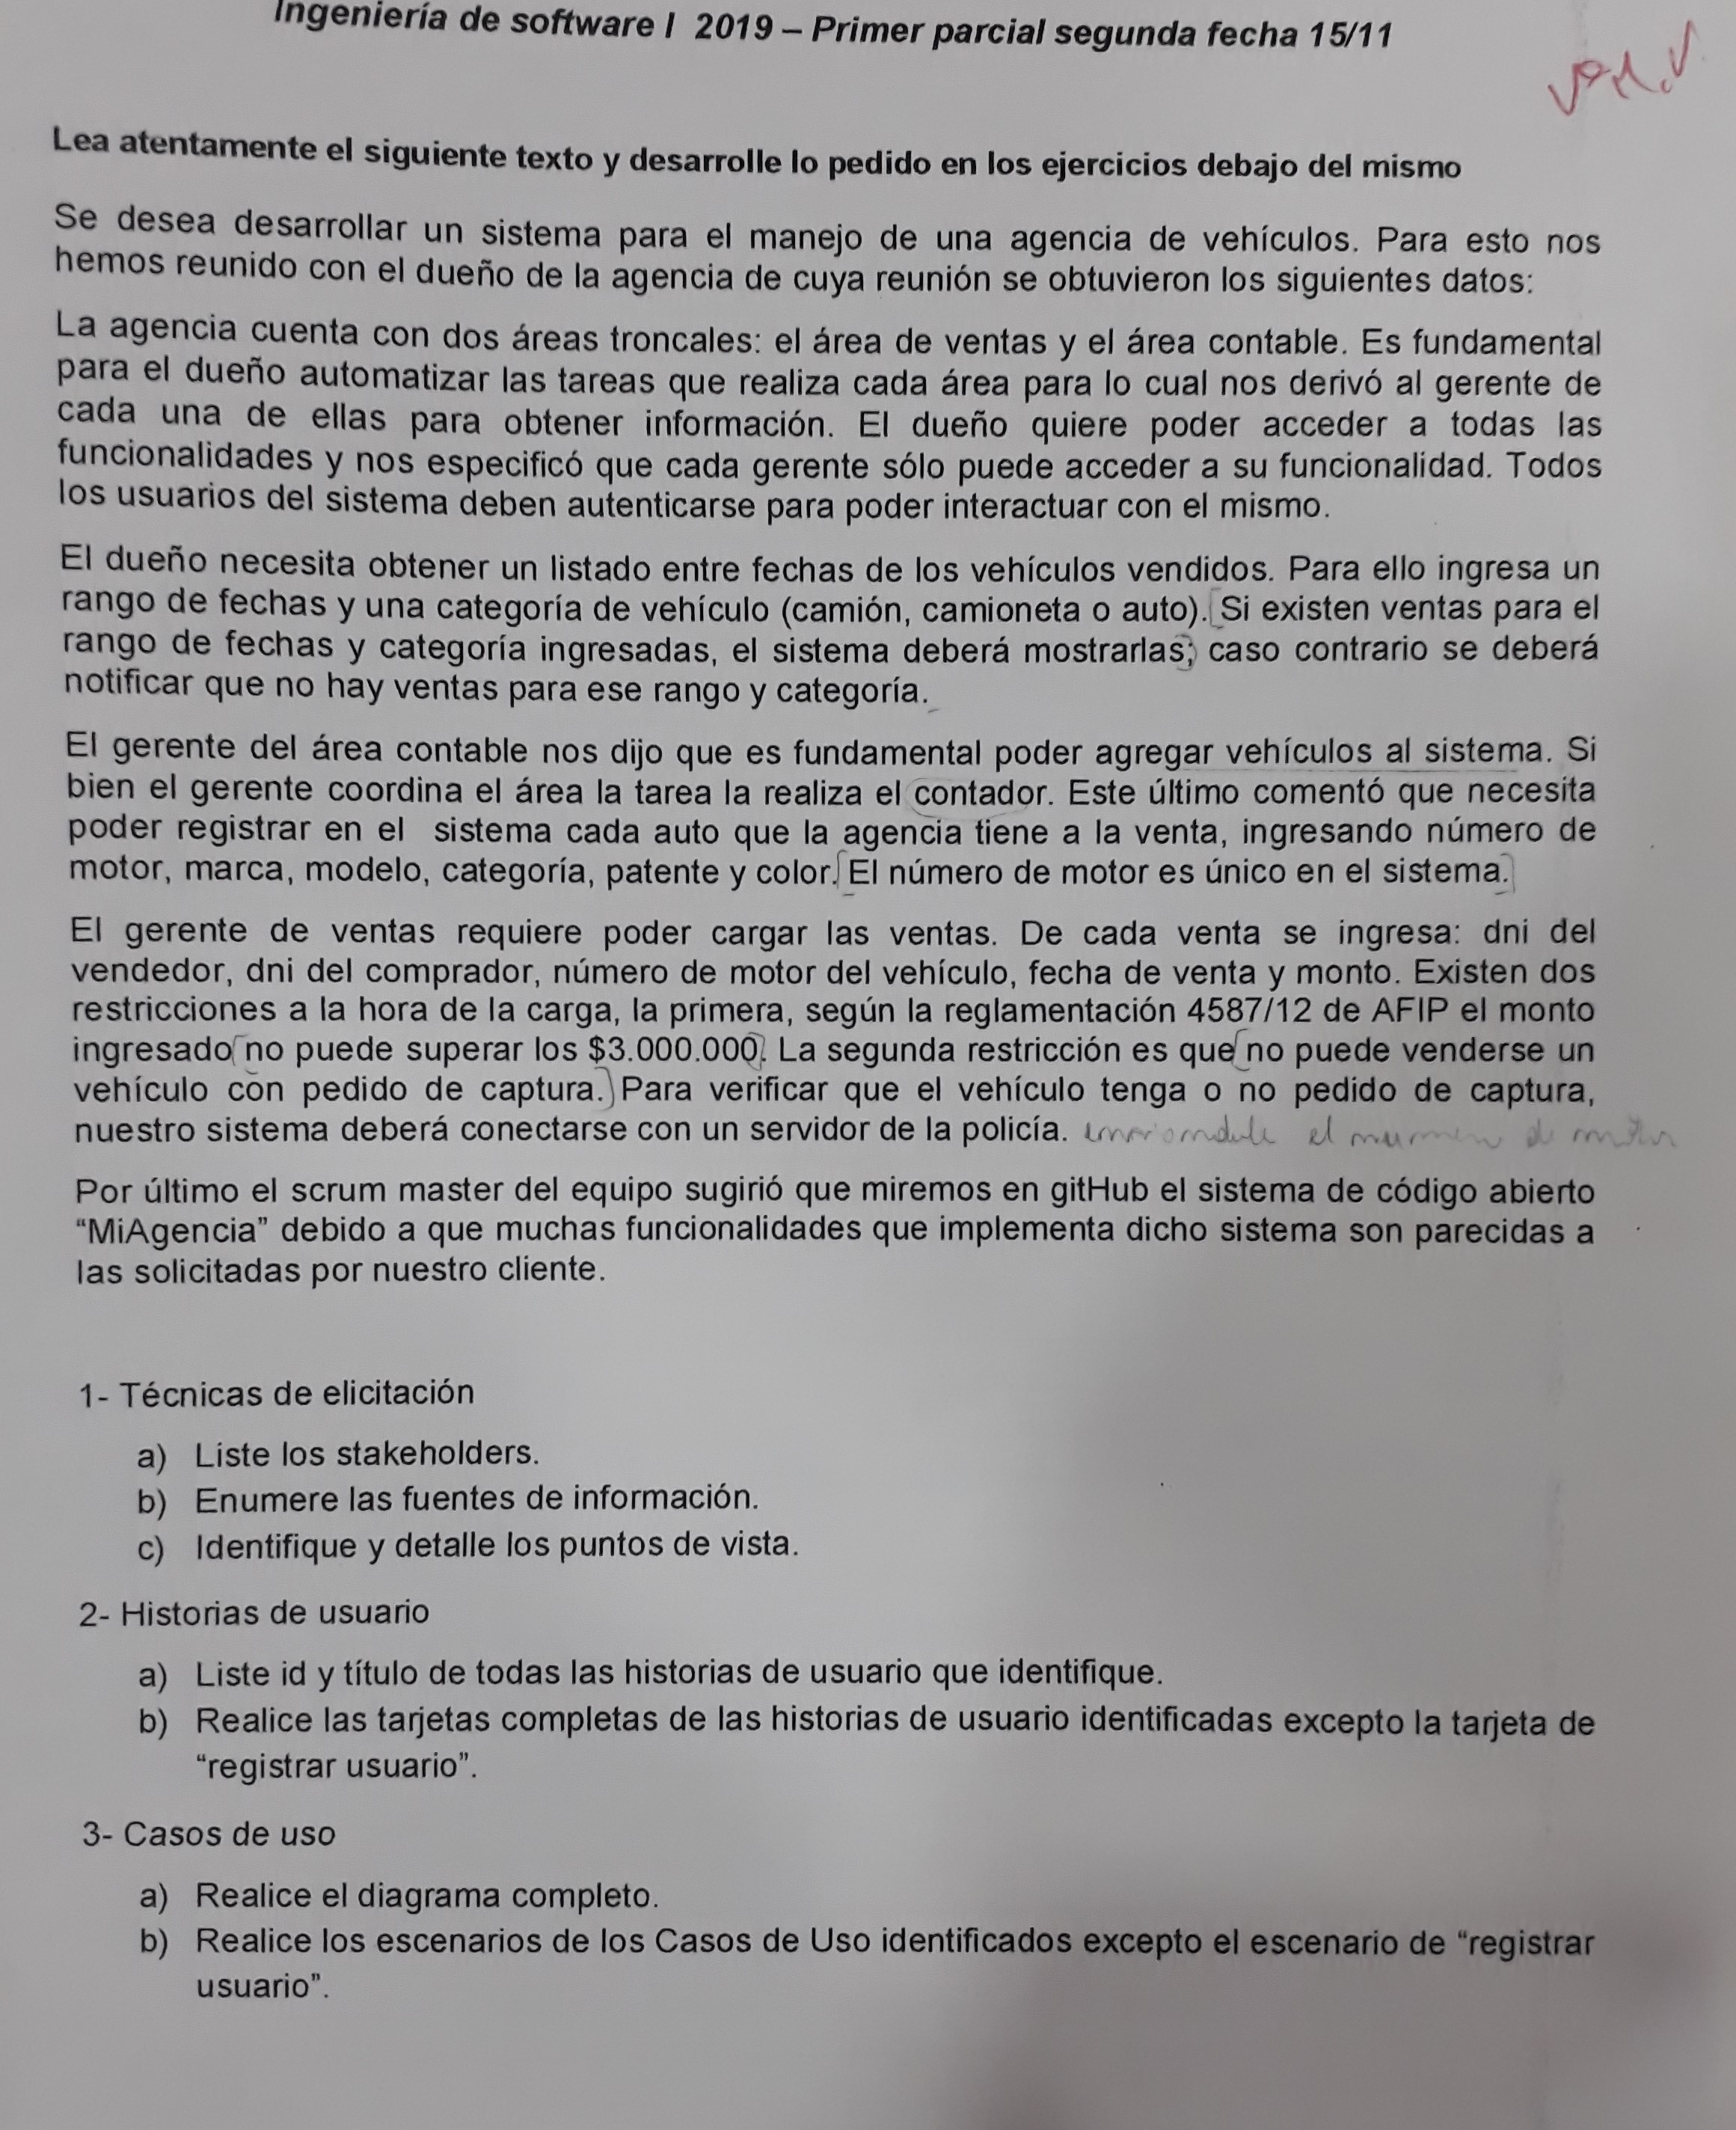 Ingeniería de software I 2019 – Primer parcial segunda fecha 15/11
Lea atentamente el siguiente texto y desarrolle lo pedido en los ejercicios debajo del mismo
Se desea desarrollar un sistema para el manejo de una agencia de vehículos. Para esto nos
hemos reunido con el dueño de la agencia de cuya reunión se obtuvieron los siguientes datos:
La agencia cuenta con dos áreas troncales: el área de ventas y el área contable. Es fundamental
para el dueño automatizar las tareas que realiza cada área para lo cual nos derivó al gerente de
cada una de ellas para obtener información. El dueño quiere poder acceder a todas las
funcionalidades y nos especificó que cada gerente sólo puede acceder a su funcionalidad. Todos
los usuarios del sistema deben autenticarse para poder interactuar con el mismo.
El dueño necesita obtener un listado entre fechas de los vehículos vendidos. Para ello ingresa un
rango de fechas y una categoría de vehículo (camión, camioneta o auto). Si existen ventas para el
rango de fechas y categoría ingresadas, el sistema deberá mostrarlas; caso contrario se deberá
notificar que no hay ventas para ese rango y categoría.
El gerente del área contable nos dijo que es fundamental poder agregar vehículos al sistema. Si
bien el gerente coordina el área la tarea la realiza el contador. Este último comentó que necesita
poder registrar en el sistema cada auto que la agencia tiene a la venta, ingresando número de
motor, marca, modelo, categoría, patente y color. El número de motor es único en el sistema.
El gerente de ventas requiere poder cargar las ventas. De cada venta se ingresa: dni del
vendedor, dni del comprador, número de motor del vehículo, fecha de venta y monto. Existen dos
restricciones a la hora de la carga, la primera, según la reglamentación 4587/12 de AFIP el monto
ingresado no puede superar los $3.000.000. La segunda restricción es que no puede venderse un
vehículo con pedido de captura. Para verificar que el vehículo tenga o no pedido de captura,
nuestro sistema deberá conectarse con un servidor de la policía. el de
Por último el scrum master del equipo sugirió que miremos en gitHub el sistema de código abierto
“MiAgencia” debido a que muchas funcionalidades que implementa dicho sistema son parecidas a
las solicitadas por nuestro cliente.
1- Técnicas de elicitación
a) Liste los stakeholders.
b) Enumere las fuentes de información.
c) Identifique y detalle los puntos de vista.
2- Historias de usuario
a) Liste id y título de todas las historias de usuario que identifique.
b) Realice las tarjetas completas de las historias de usuario identificadas excepto la tarjeta de
“registrar usuario”.
3- Casos de uso
a) Realice el diagrama completo.
b) Realice los escenarios de los Casos de Uso identificados excepto el escenario de “registrar
usuario”.